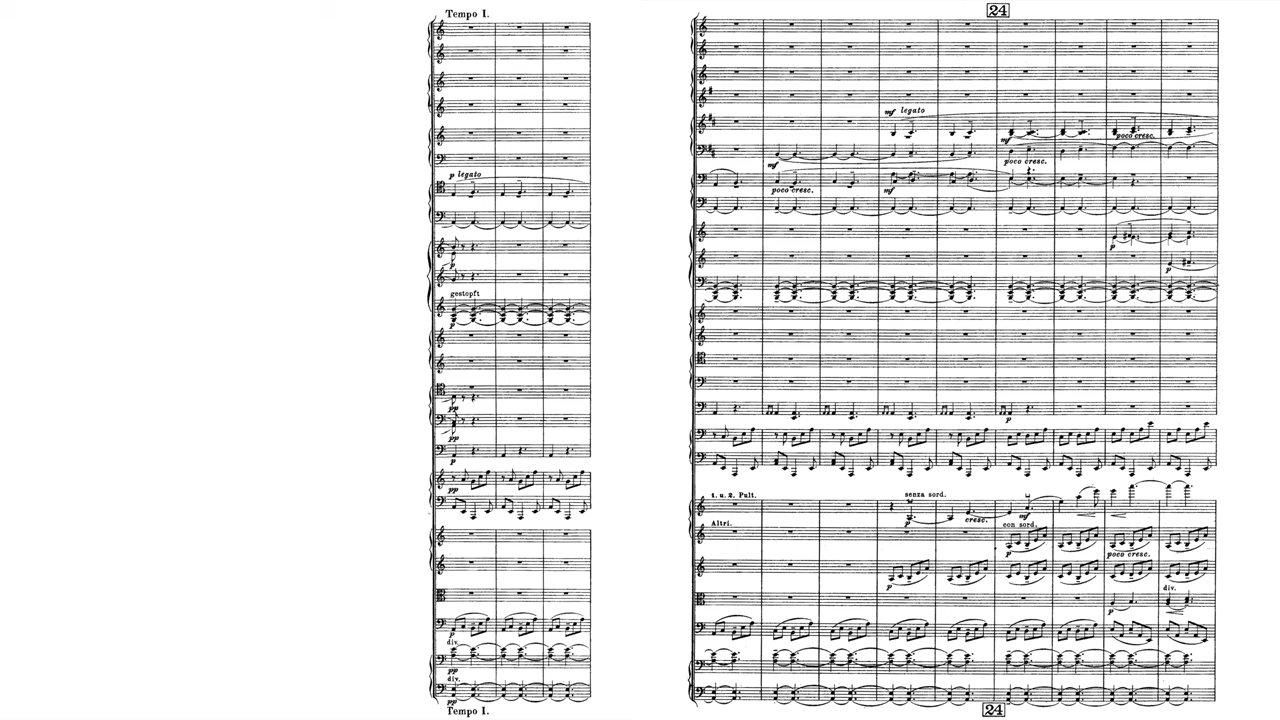 Tempo I.
p legato
p
gestopft
p
pp
pp
p
pp
p
div.
pp
div.
pp
Tempo I.
24
mf legato
poco cresc.
mf
poco cresc.
poco cresc.
mf
p
p
p
1. u. 2. Pult.
senza sord.
p
cresc.
mf
Altri.
con sord.
p
poco cresc.
p
div.
p
24